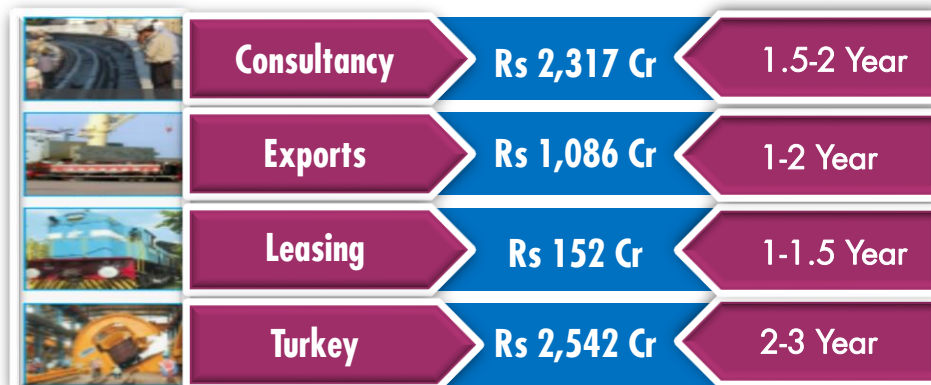 Consultancy Rs 2,317 Cr 1.5-2 Year
Exports Rs 1,086 Cr 1-2 Year
Leasing Rs 152 Cr 1-1.5 Year
Turkey Rs 2,542 Cr 2-3 Year